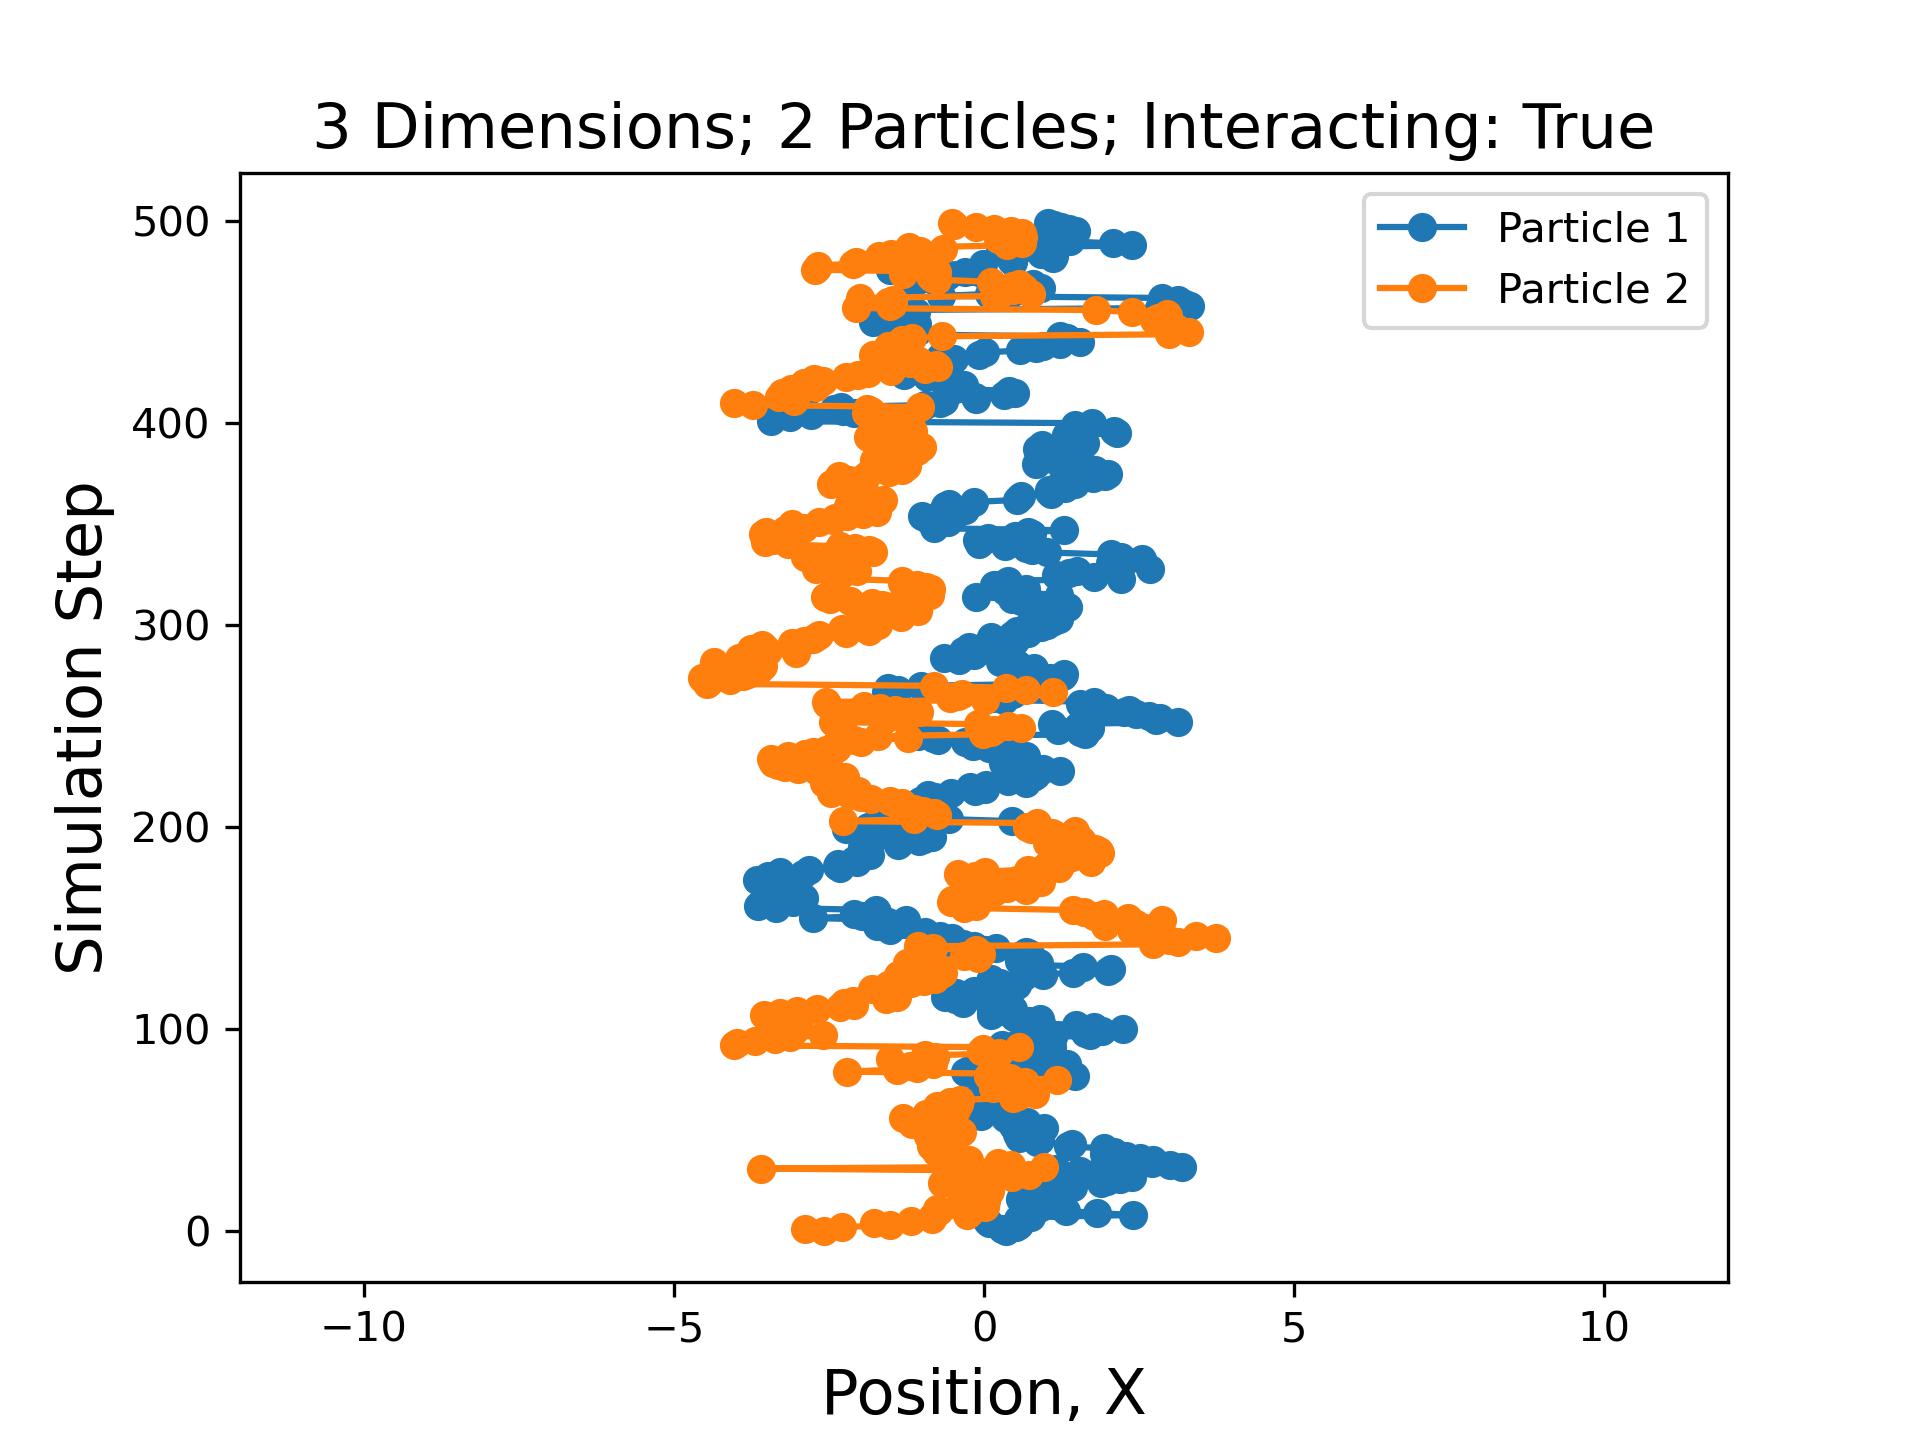 3 Dimensions; 2 Particles; Interacting: True
Particle 1
Particle 2
Simulation Step
500
400
300
200
100
0
−10
−5
0
5
10
Position, X